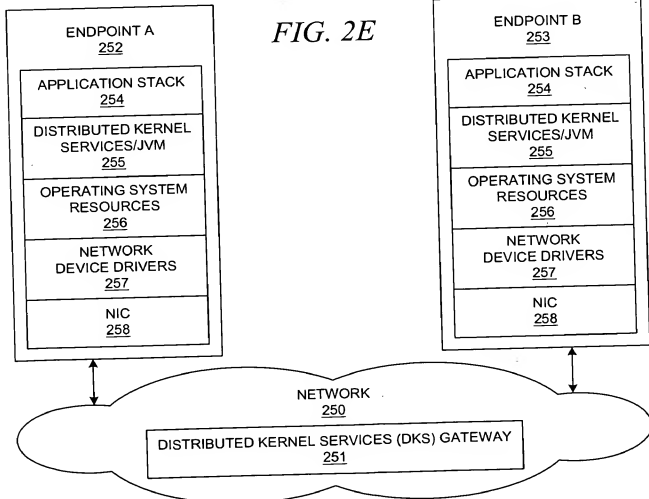 FIG. 2E
ENDPOINT A
252
APPLICATION STACK
254
DISTRIBUTED KERNEL
SERVICES/JVM
255
OPERATING SYSTEM
RESOURCES
256
NETWORK
DEVICE DRIVERS
257
NIC
258
ENDPOINT B
253
APPLICATION STACK
254
DISTRIBUTED KERNEL
SERVICES/JVM
255
OPERATING SYSTEM
RESOURCES
256
NETWORK
DEVICE DRIVERS
257
NIC
258
NETWORK
250
DISTRIBUTED KERNEL SERVICES (DKS) GATEWAY
251